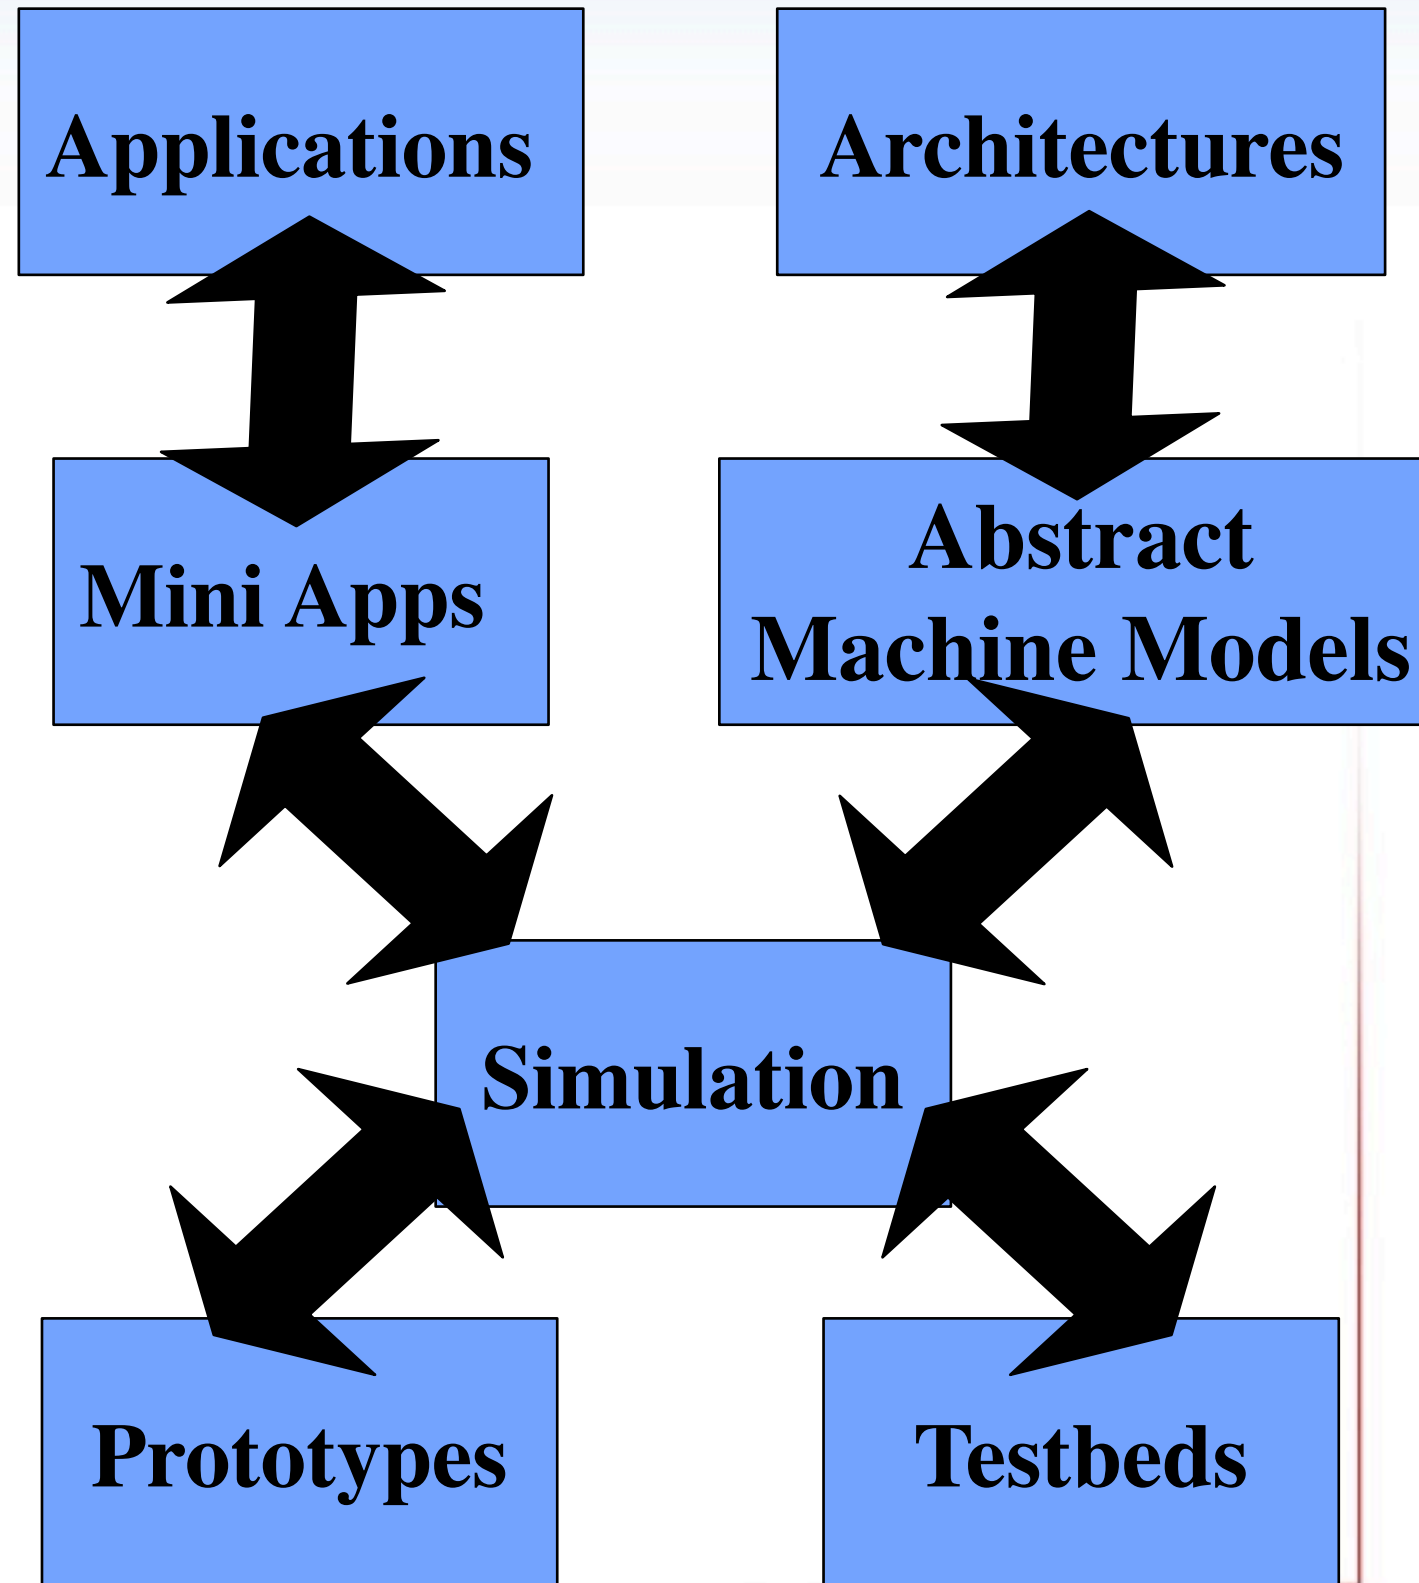 Applications
Architectures
Mini Apps
Abstract
Machine Models
Simulation
Prototypes
Testbeds